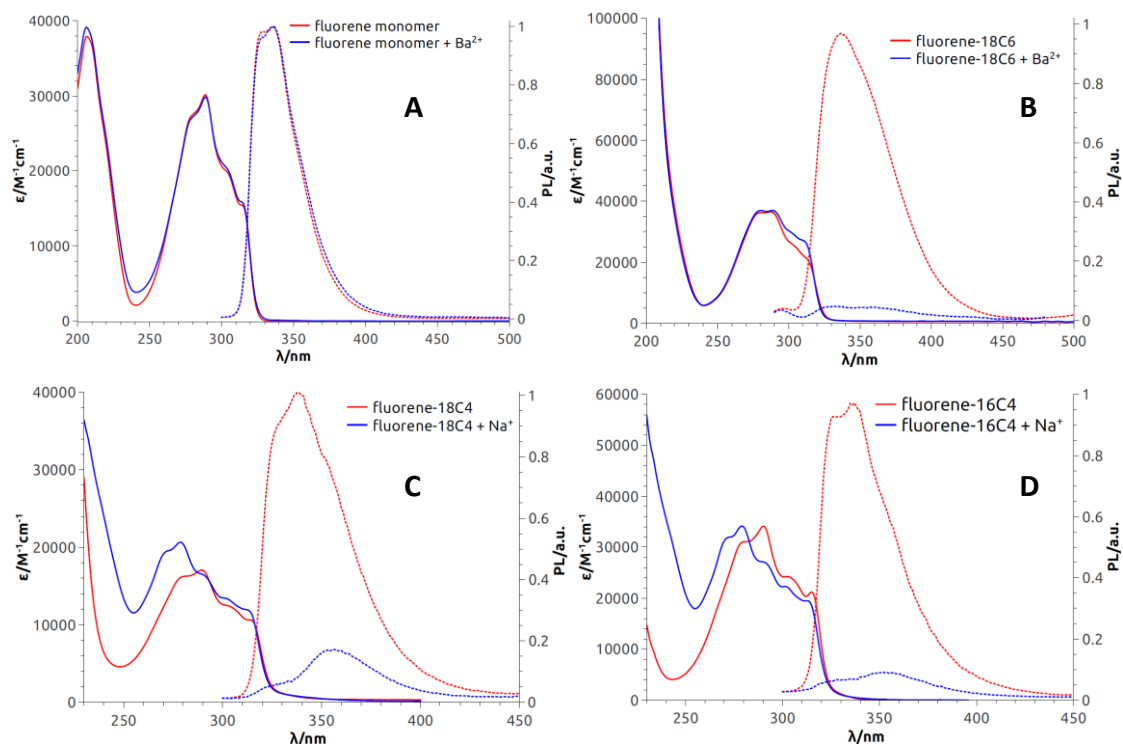 fluorene monomer
fluorene monomer + Ba²⁺
A
ε/M⁻¹cm⁻¹
40000
30000
20000
10000
0
PL/a.u.
1
0.8
0.6
0.4
0.2
0
200 250 300 350 400 450 500
λ/nm
fluorene-18C6
fluorene-18C6 + Ba²⁺
B
ε/M⁻¹cm⁻¹
100000
80000
60000
40000
20000
0
PL/a.u.
1
0.8
0.6
0.4
0.2
0
200 250 300 350 400 450 500
λ/nm
fluorene-18C4
fluorene-18C4 + Na⁺
C
ε/M⁻¹cm⁻¹
40000
30000
20000
10000
0
PL/a.u.
1
0.8
0.6
0.4
0.2
0
250 300 350 400 450
λ/nm
fluorene-16C4
fluorene-16C4 + Na⁺
D
ε/M⁻¹cm⁻¹
60000
50000
40000
30000
20000
10000
0
PL/a.u.
1
0.8
0.6
0.4
0.2
0
250 300 350 400 450
λ/nm